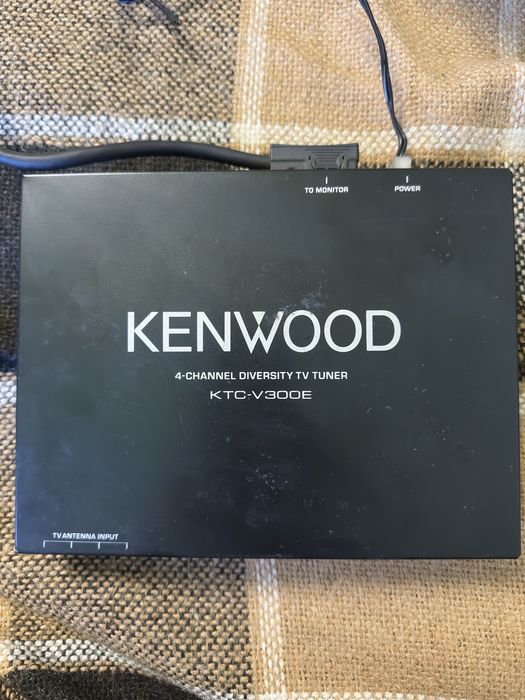 TO MONITOR
POWER
KENWOOD
4-CHANNEL DIVERSITY TV TUNER
KTC-V300E
TV ANTENNA INPUT